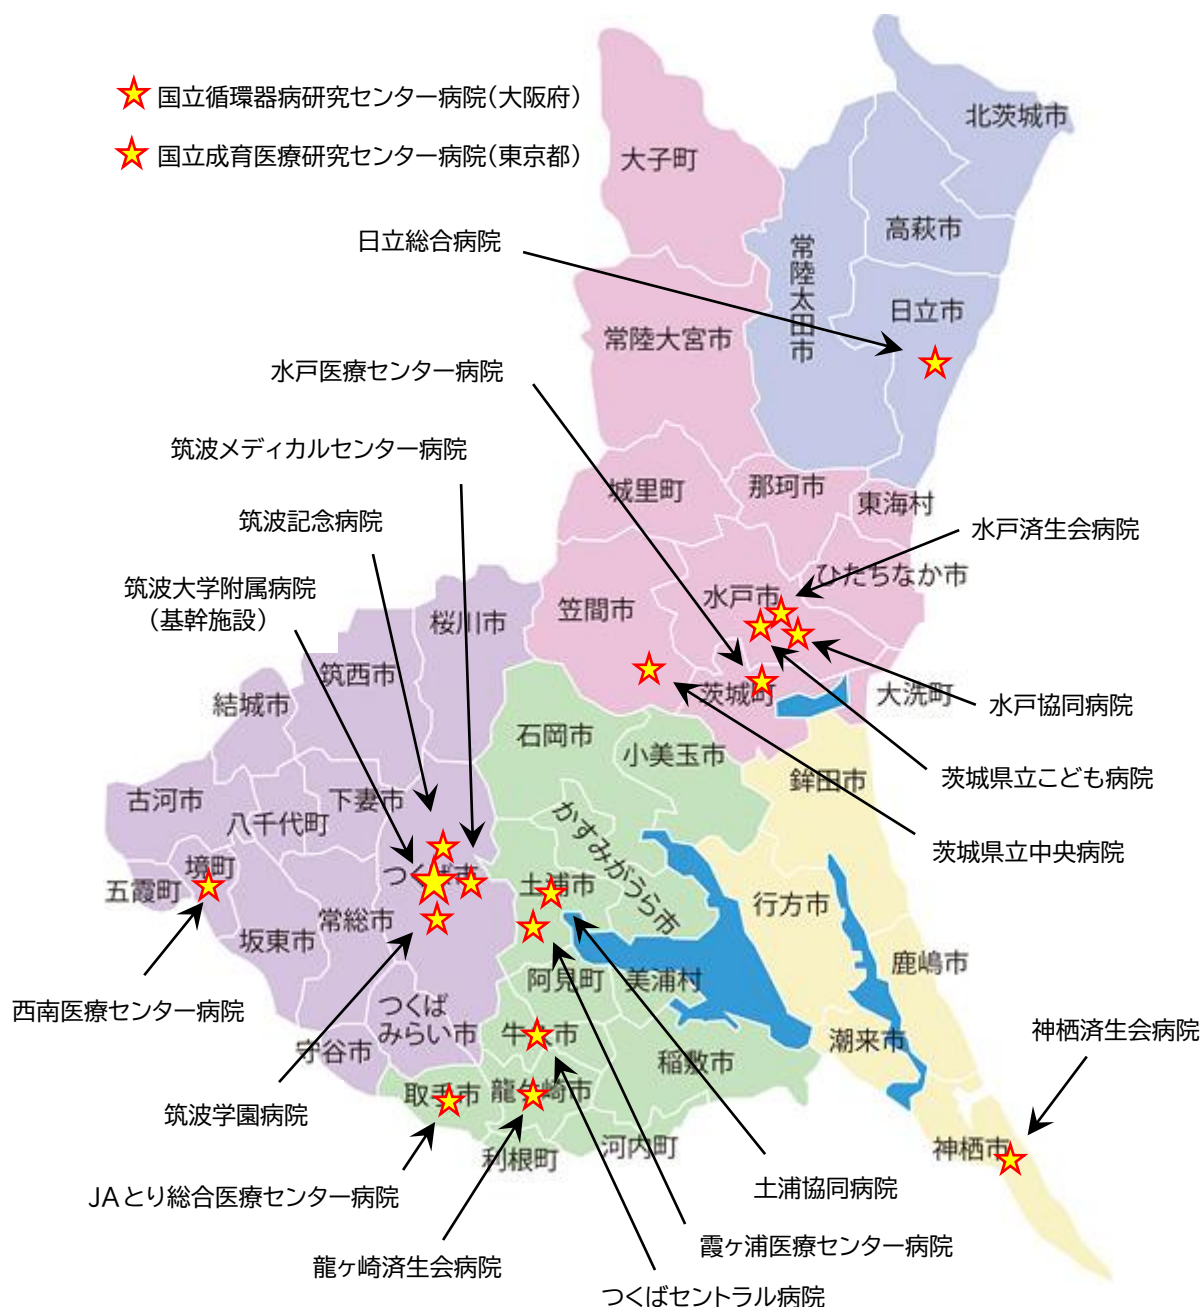 国立循環器病研究センター病院（大阪府）
国立成育医療研究センター病院（東京都）
北茨城市
大子町
高萩市
日立総合病院
常陸太田市
日立市
常陸大宮市
水戸医療センター病院
筑波メディカルセンター病院
城里町
那珂市
東海村
筑波記念病院
水戸済生会病院
筑波大学附属病院
（基幹施設）
ひたちなか市
水戸市
笠間市
桜川市
筑西市
結城市
茨城町
大洗町
水戸協同病院
石岡市
小美玉市
鉾田市
茨城県立こども病院
古河市
八千代町
下妻市
かすみがうら市
茨城県立中央病院
境町
五霞町
つくば市
土浦市
行方市
常総市
坂東市
鹿嶋市
西南医療センター病院
阿見町
美浦村
つくば
みらい市
守谷市
牛久市
稲敷市
潮来市
神栖済生会病院
取手市
龍ケ崎市
筑波学園病院
利根町
河内町
神栖市
JAとり総合医療センター病院
土浦協同病院
霞ヶ浦医療センター病院
龍ヶ崎済生会病院
つくばセントラル病院